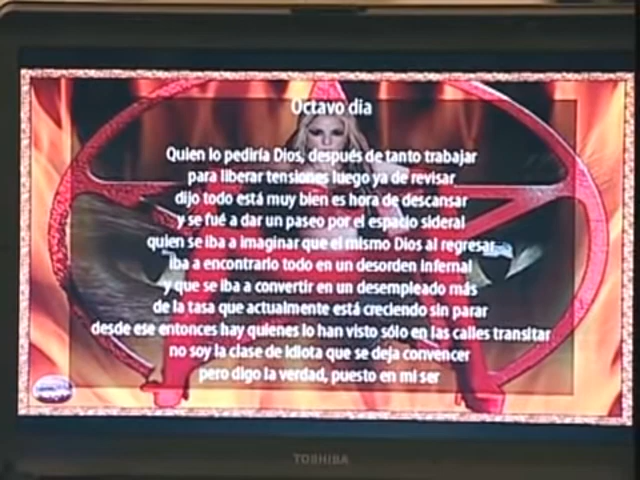 Octavo día
Quien lo pediría Dios, después de tanto trabajar
para liberar tensiones luego ya de revisar
dijo todo está muy bien es hora de descansar
y se fué a dar un paseo por el espacio sideral
quien se iba a imaginar que el mismo Dios al regresar
iba a encontrarlo todo en un desorden infernal
y que se iba a convertir en un desempleado más
de la tasa que actualmente está creciendo sin parar
desde ese entonces hay quienes lo han visto sólo en las calles transitar
no soy la clase de idiota que se deja convencer
pero digo la verdad, puesto en mi ser
TOSHIBA